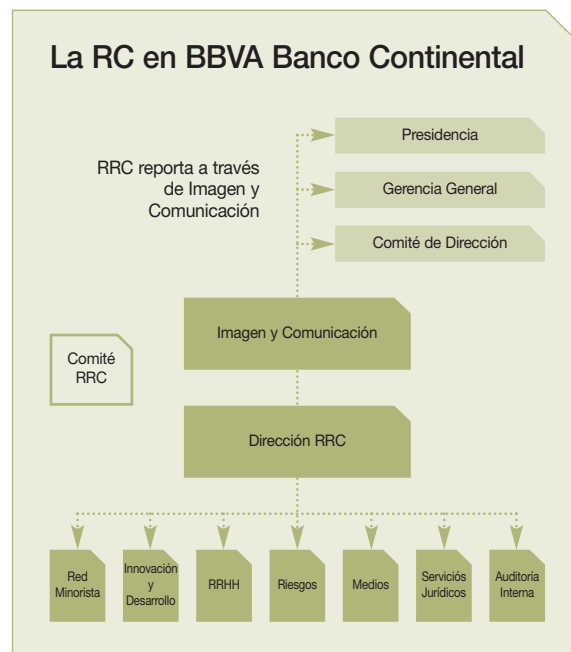 La RC en BBVA Banco Continental
Presidencia
RRC reporta a través
de Imagen y
Comunicación
Gerencia General
Comité de Dirección
Imagen y Comunicación
Comité
RRC
Dirección RRC
Red
Minorista
Innovación
y
Desarrollo
RRHH
Riesgos
Medios
Serviciós
Jurídicos
Auditoría
Interna